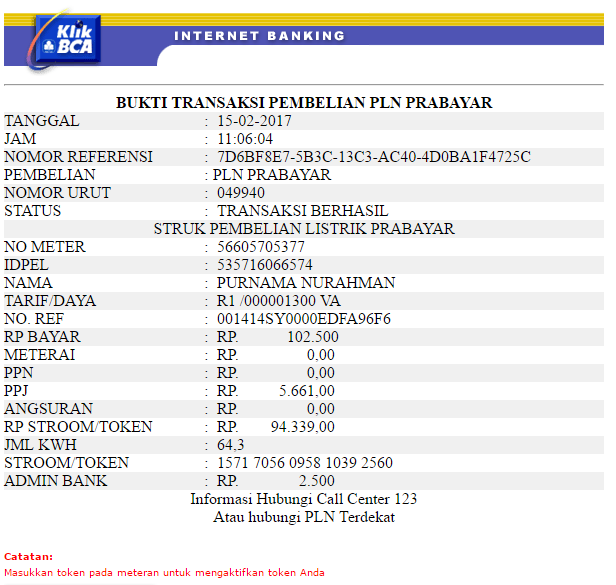 Klik BCA
INTERNET BANKING
BUKTI TRANSAKSI PEMBELIAN PLN PRABAYAR
TANGGAL : 15-02-2017
JAM : 11:06:04
NOMOR REFERENSI : 7D6BF8E7-5B3C-13C3-AC40-4D0BA1F4725C
PEMBELIAN : PLN PRABAYAR
NOMOR URUT : 049940
STATUS : TRANSAKSI BERHASIL
STRUK PEMBELIAN LISTRIK PRABAYAR
NO METER : 56605705377
IDPEL : 535716066574
NAMA : PURNAMA NURAHMAN
TARIF/DAYA : R1 /000001300 VA
NO. REF : 001414SY0000EDFA96F6
RP BAYAR : RP. 102.500
METERAI : RP. 0,00
PPN : RP. 0,00
PPJ : RP. 5.661,00
ANGSURAN : RP. 0,00
RP STROOM/TOKEN : RP. 94.339,00
JML KWH : 64,3
STROOM/TOKEN : 1571 7056 0958 1039 2560
ADMIN BANK : RP. 2.500
Informasi Hubungi Call Center 123
Atau hubungi PLN Terdekat
Catatan:
Masukkan token pada meteran untuk mengaktifkan token Anda